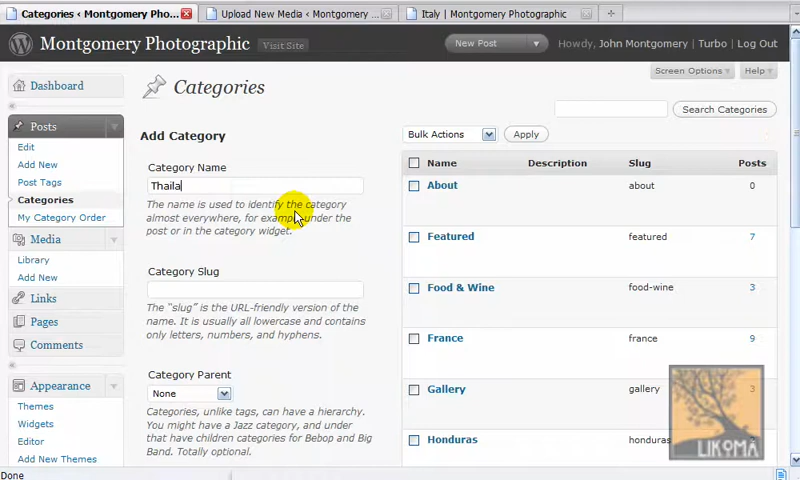 Categories ‹ Montgomery Pho...
Upload New Media ‹ Montgomery ...
Italy | Montgomery Photographic
Montgomery Photographic
Visit Site
New Post
Howdy, John Montgomery | Turbo | Log Out
Screen Options
Help
Dashboard
Posts
Edit
Add New
Post Tags
Categories
My Category Order
Media
Library
Add New
Links
Pages
Comments
Appearance
Themes
Widgets
Editor
Add New Themes
Categories
Search Categories
Add Category
Category Name
Thaila
The name is used to identify the category
almost everywhere, for example under the
post or in the category widget.
Category Slug
The “slug” is the URL-friendly version of the
name. It is usually all lowercase and contains
only letters, numbers, and hyphens.
Category Parent
None
Categories, unlike tags, can have a hierarchy.
You might have a Jazz category, and under
that have children categories for Bebop and Big
Band. Totally optional.
Bulk Actions
Apply
Name Description Slug Posts
About about 0
Featured featured 7
Food & Wine food-wine 3
France france 9
Gallery gallery 3
Honduras honduras
LIKOMA
Done